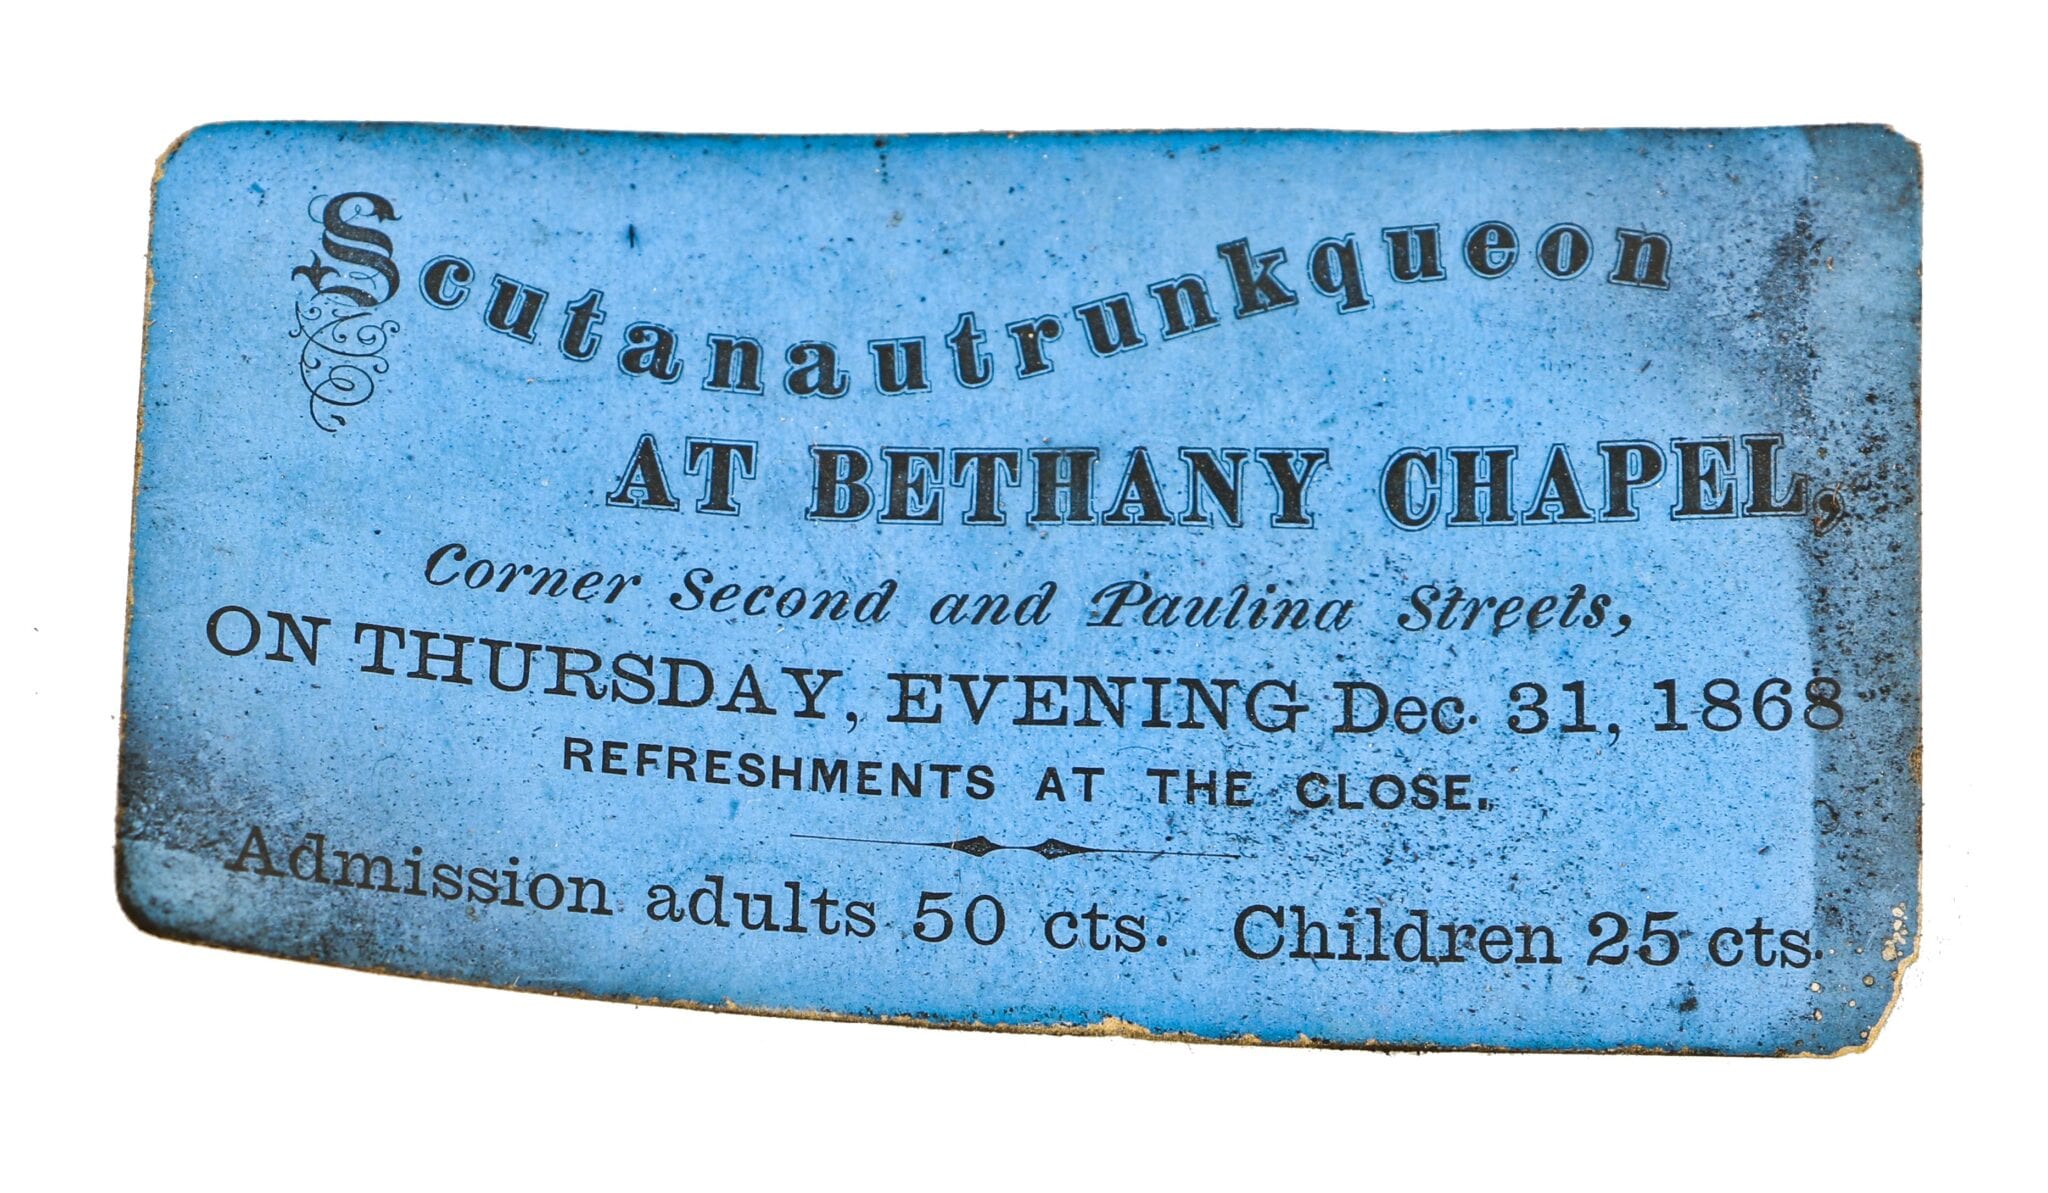 Scutanautrunkqueon
AT BETHANY CHAPEL,
Corner Second and Paulina Streets,
ON THURSDAY, EVENING Dec. 31, 1868
REFRESHMENTS AT THE CLOSE.
Admission adults 50 cts. Children 25 cts.